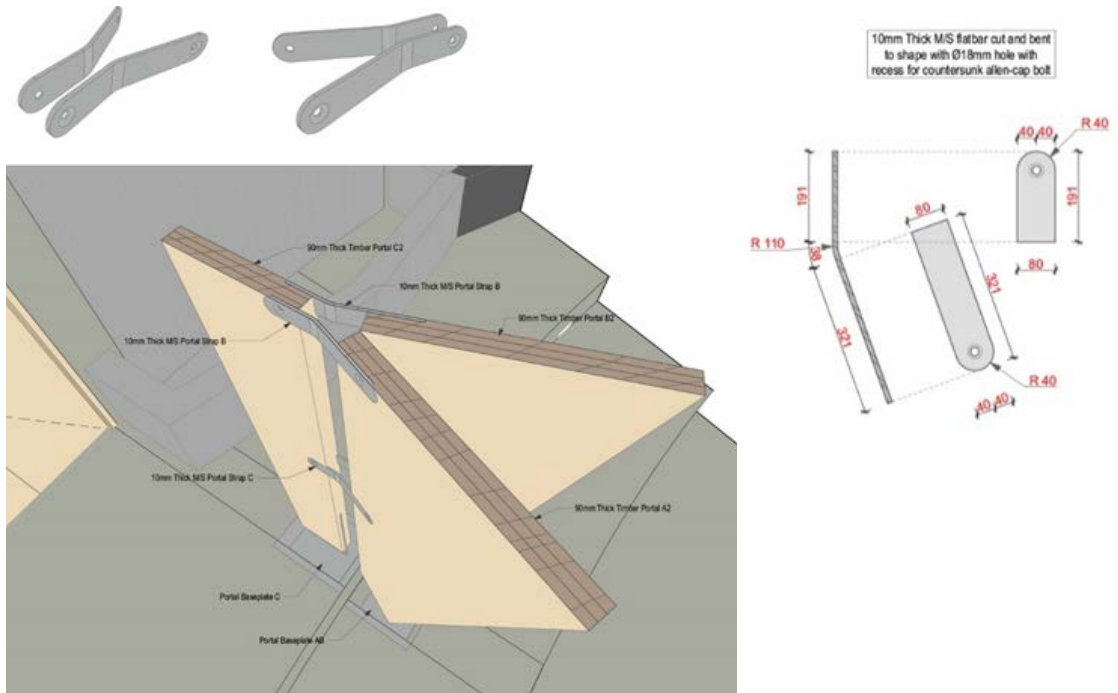 10mm Thick M/S flatbar cut and bent
to shape with Ø18mm hole with
recess for countersunk allen-cap bolt
40 40
R 40
191
191
80
R 110
38
80
321
321
R 40
40 40
90mm Thick Timber Portal C2
10mm Thick M/S Portal Strap B
90mm Thick Timber Portal B2
10mm Thick M/S Portal Strap B
10mm Thick M/S Portal Strap C
90mm Thick Timber Portal A2
Portal Baseplate C
Portal Baseplate AB